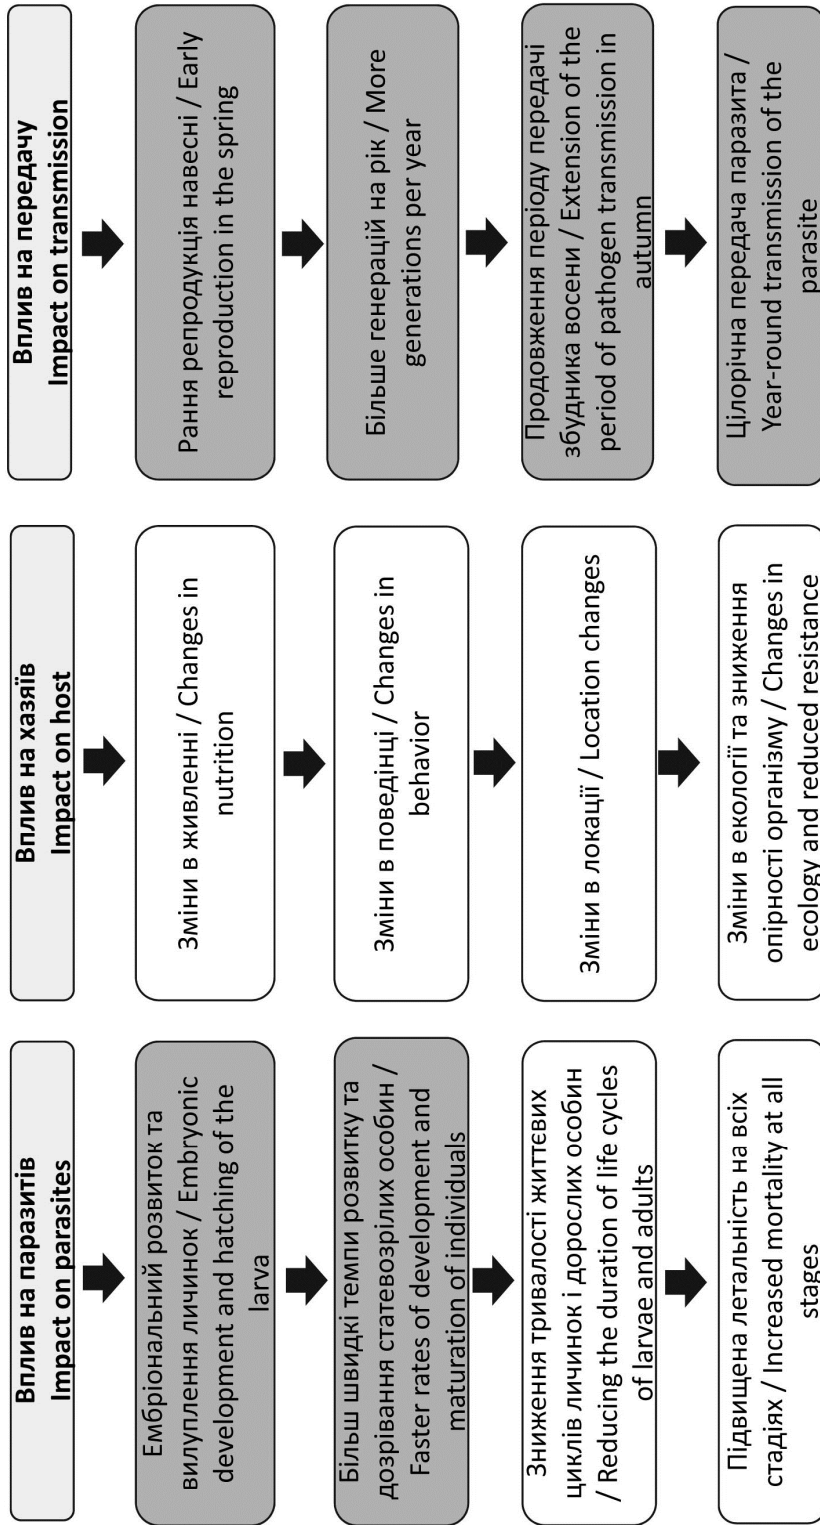 Вплив на паразитів
Impact on parasites
Ембріональний розвиток та
вилуплення личинок / Embryonic
development and hatching of the
larva
Більш швидкі темпи розвитку та
дозрівання статевозрілих особин /
Faster rates of development and
maturation of individuals
Зниження тривалості життєвих
циклів личинок і дорослих особин
/ Reducing the duration of life cycles
of larvae and adults
Підвищена летальність на всіх
стадіях / Increased mortality at all
stages
Вплив на хазяїв
Impact on host
Зміни в живленні / Changes in
nutrition
Зміни в поведінці / Changes in
behavior
Зміни в локації / Location changes
Зміни в екології та зниження
опірності організму / Changes in
ecology and reduced resistance
Вплив на передачу
Impact on transmission
Рання репродукція навесні / Early
reproduction in the spring
Більше генерацій на рік / More
generations per year
Продовження періоду передачі
збудника восени / Extension of the
period of pathogen transmission in
autumn
Цілорічна передача паразита /
Year-round transmission of the
parasite